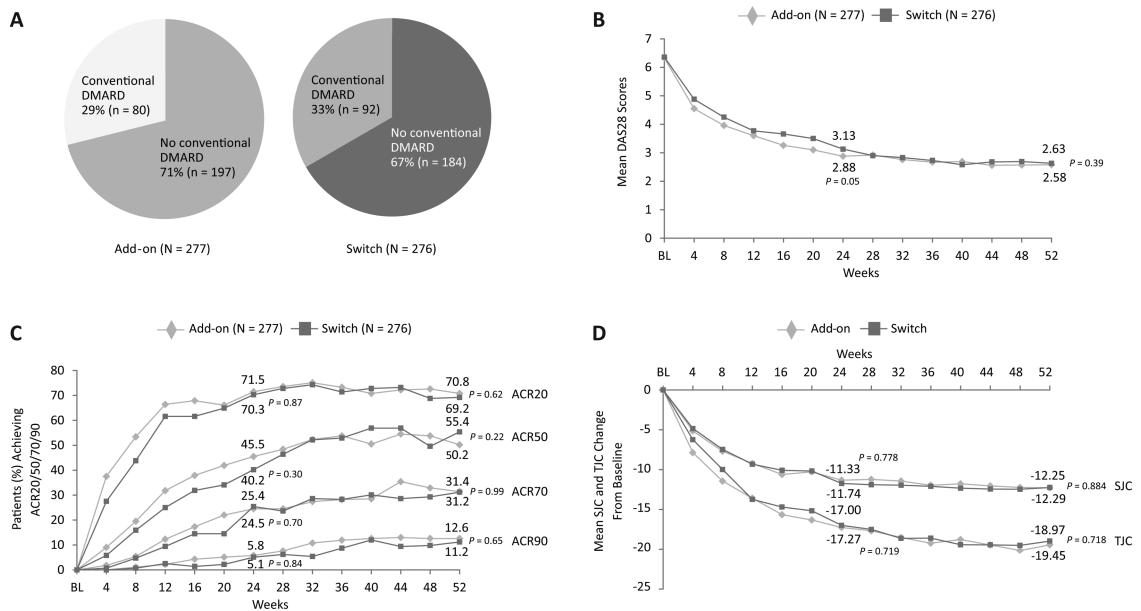 A
Conventional
DMARD
29% (n = 80)
No conventional
DMARD
71% (n = 197)
Add-on (N = 277)
Conventional
DMARD
33% (n = 92)
No conventional
DMARD
67% (n = 184)
Switch (N = 276)
B
Add-on (N = 277) Switch (N = 276)
Mean DAS28 Scores
7
6
5
4
3
2
1
0
3.13
2.88
P = 0.05
2.63
P = 0.39
2.58
BL 4 8 12 16 20 24 28 32 36 40 44 48 52
Weeks
C
Add-on (N = 277) Switch (N = 276)
Patients (%) Achieving
ACR20/50/70/90
80
70
60
50
40
30
20
10
0
71.5
P = 0.87
70.3
70.8
P = 0.62 ACR20
69.2
45.5
P = 0.30
40.2
55.4
P = 0.22 ACR50
50.2
25.4
24.5 P = 0.70
31.4
P = 0.99 ACR70
31.2
5.8
5.1 P = 0.84
12.6
P = 0.65 ACR90
11.2
BL 4 8 12 16 20 24 28 32 36 40 44 48 52
Weeks
D
Add-on Switch
Weeks
BL 4 8 12 16 20 24 28 32 36 40 44 48 52
Mean SJC and TJC Change
From Baseline
0
-5
-10
-15
-20
-25
P = 0.778
-11.33
-11.74
-12.25
P = 0.884 SJC
-12.29
-17.00
-17.27
P = 0.719
-18.97
P = 0.718 TJC
-19.45